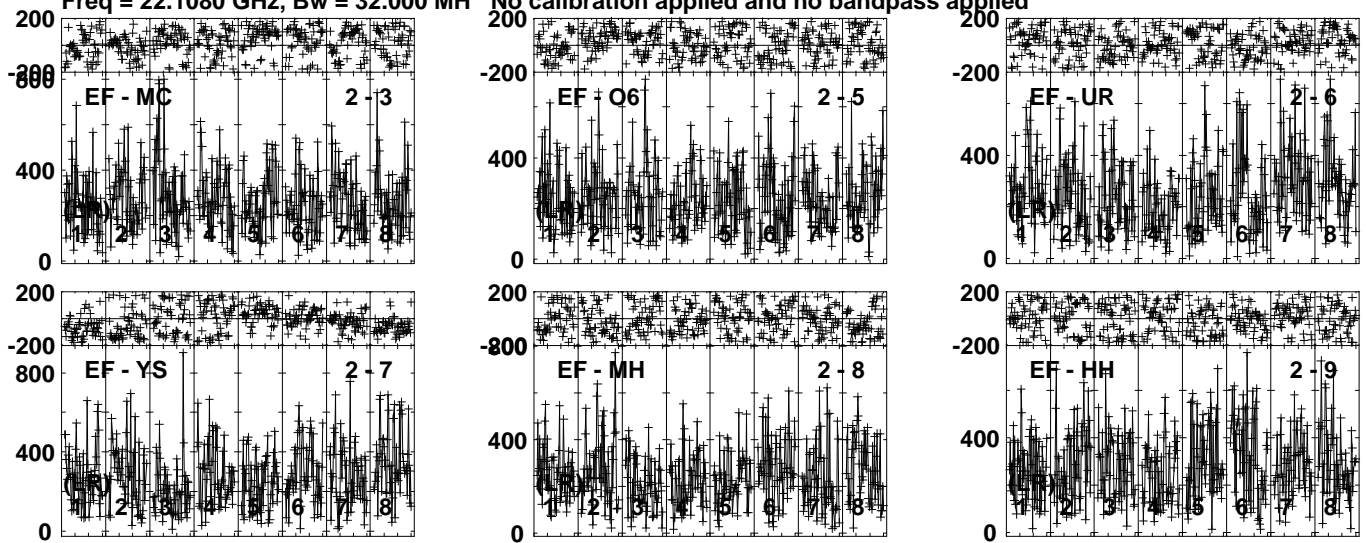 Freq = 22.1080 GHz, Bw = 32.000 MH No calibration applied and no bandpass applied
200
-200
800
400
0
EF - MC 2 - 3
(LR)
1 2 3 4 5 6 7 8
200
-200
400
0
EF - O6 2 - 5
(LR)
1 2 3 4 5 6 7 8
200
-200
400
0
EF - UR 2 - 6
(LR)
1 2 3 4 5 6 7 8
200
-200
800
400
0
EF - YS 2 - 7
(LR)
1 2 3 4 5 6 7 8
200
-200
800
400
0
EF - MH 2 - 8
(LR)
1 2 3 4 5 6 7 8
200
-200
400
0
EF - HH 2 - 9
(LR)
1 2 3 4 5 6 7 8